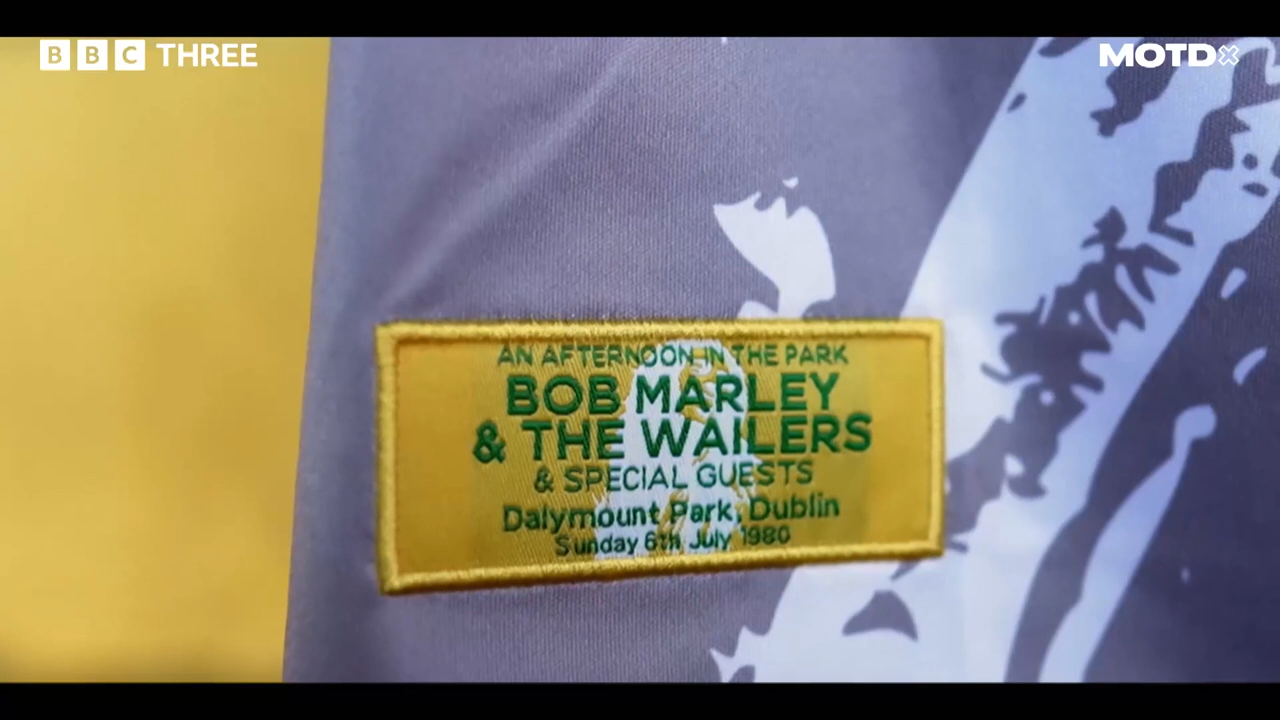 BBC THREE
MOTDX
AN AFTERNOON IN THE PARK
BOB MARLEY
& THE WAILERS
& SPECIAL GUESTS
Dalymount Park, Dublin
Sunday 6th July 1980